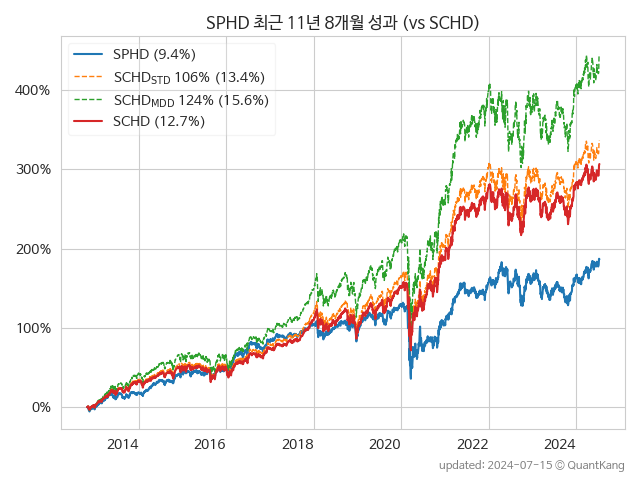 SPHD 최근 11년 8개월 성과 (vs SCHD)
SPHD (9.4%)
SCHD_STD 106% (13.4%)
SCHD_MDD 124% (15.6%)
SCHD (12.7%)
400%
300%
200%
100%
0%
2014 2016 2018 2020 2022 2024
updated: 2024-07-15 © QuantKang